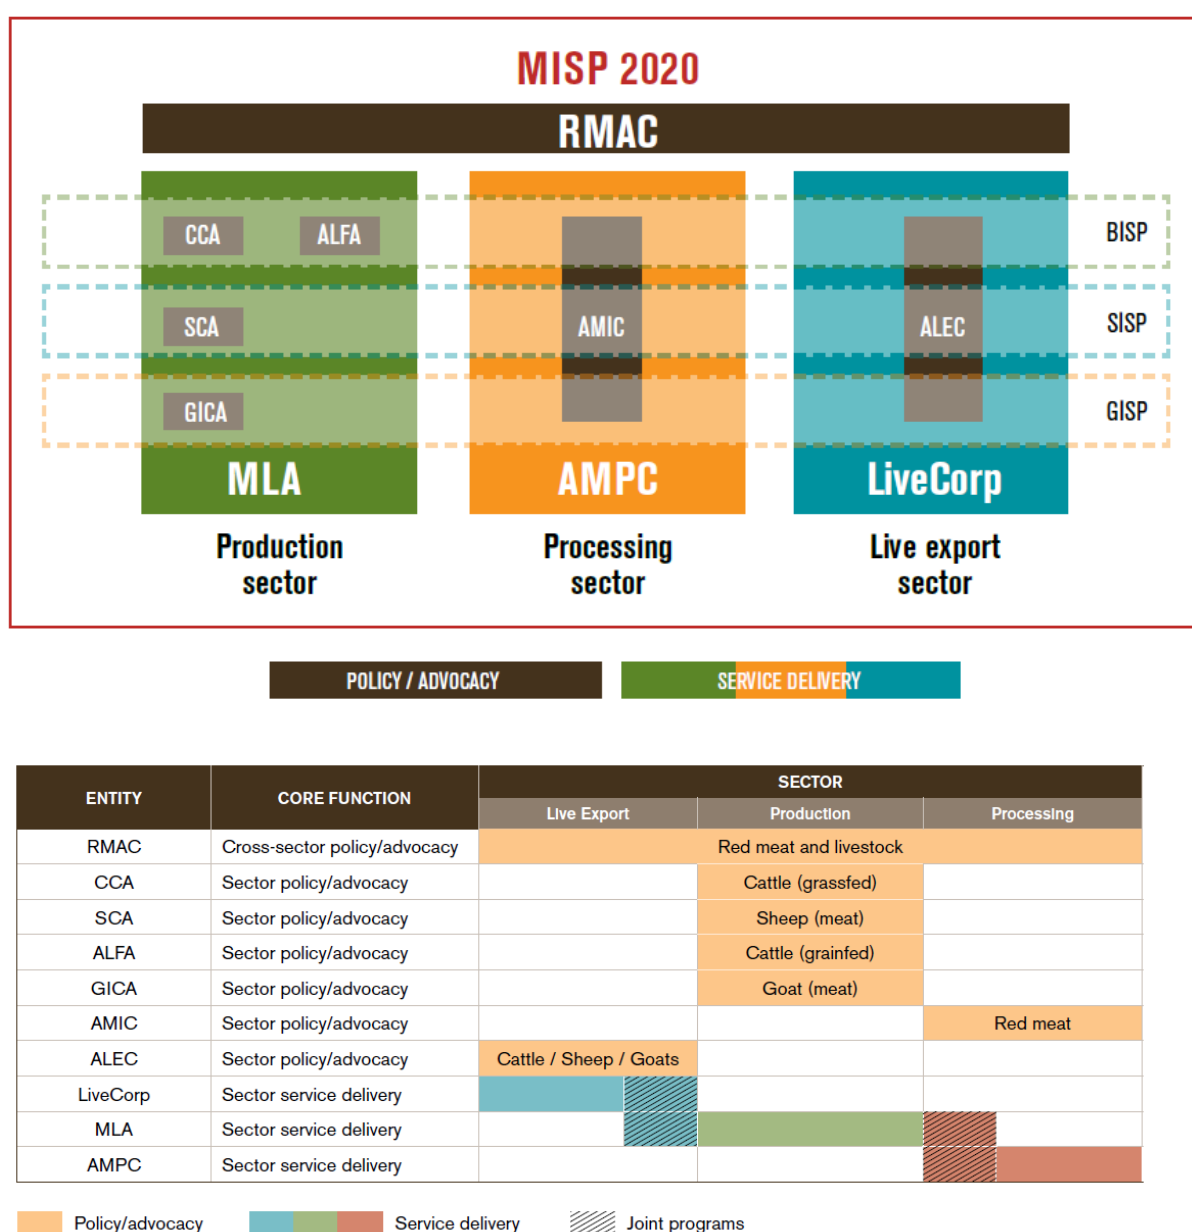 MISP 2020
RMAC
CCA ALFA BISP
SCA AMIC ALEC SISP
GICA GISP
MLA AMPC LiveCorp
Production sector
Processing sector
Live export sector
POLICY / ADVOCACY SERVICE DELIVERY
ENTITY CORE FUNCTION SECTOR
Live Export Production Processing
RMAC Cross-sector policy/advocacy Red meat and livestock
CCA Sector policy/advocacy Cattle (grassfed)
SCA Sector policy/advocacy Sheep (meat)
ALFA Sector policy/advocacy Cattle (grainfed)
GICA Sector policy/advocacy Goat (meat)
AMIC Sector policy/advocacy Red meat
ALEC Sector policy/advocacy Cattle / Sheep / Goats
LiveCorp Sector service delivery
MLA Sector service delivery
AMPC Sector service delivery
Policy/advocacy Service delivery Joint programs